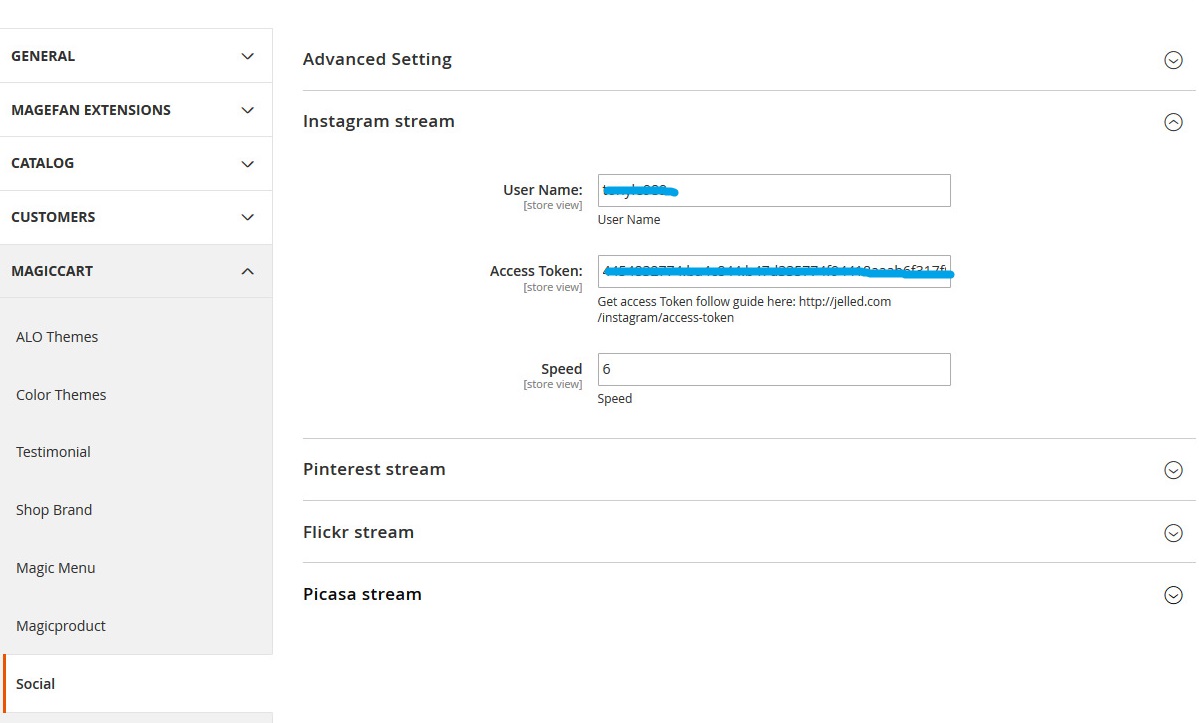 GENERAL
MAGEFAN EXTENSIONS
CATALOG
CUSTOMERS
MAGICCART
ALO Themes
Color Themes
Testimonial
Shop Brand
Magic Menu
Magicproduct
Social
Advanced Setting
Instagram stream
User Name:
[store view]
User Name
Access Token:
[store view]
Get access Token follow guide here: http://jelled.com
/instagram/access-token
Speed
[store view]
6
Speed
Pinterest stream
Flickr stream
Picasa stream